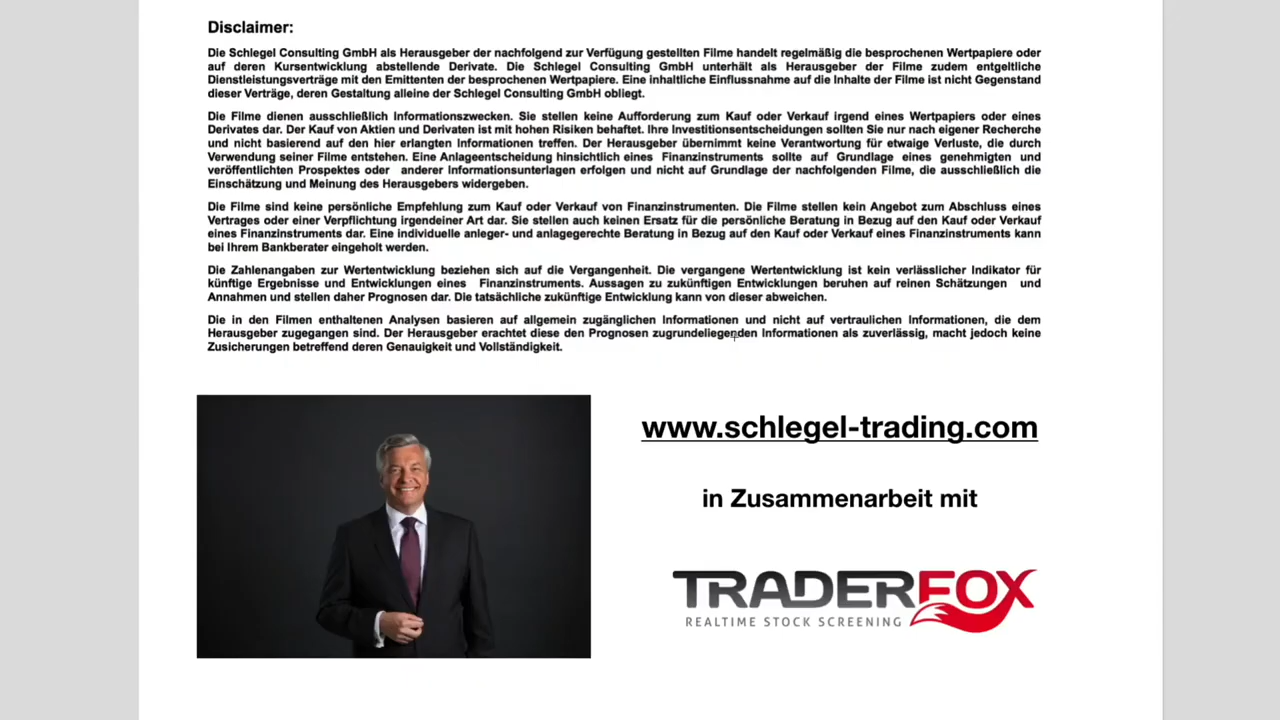 Disclaimer:
Die Schlegel Consulting GmbH als Herausgeber der nachfolgend zur Verfügung gestellten Filme handelt regelmäßig die besprochenen Wertpapiere oder
auf deren Kursentwicklung abstellende Derivate. Die Schlegel Consulting GmbH unterhält als Herausgeber der Filme zudem entgeltliche
Dienstleistungsverträge mit den Emittenten der besprochenen Wertpapiere. Eine inhaltliche Einflussnahme auf die Inhalte der Filme ist nicht Gegenstand
dieser Verträge, deren Gestaltung alleine der Schlegel Consulting GmbH obliegt.
Die Filme dienen ausschließlich Informationszwecken. Sie stellen keine Aufforderung zum Kauf oder Verkauf irgend eines Wertpapiers oder eines
Derivates dar. Der Kauf von Aktien und Derivaten ist mit hohen Risiken behaftet. Ihre Investitionsentscheidungen sollten Sie nur nach eigener Recherche
und nicht basierend auf den hier erlangten Informationen treffen. Der Herausgeber übernimmt keine Verantwortung für etwaige Verluste, die durch
Verwendung seiner Filme entstehen. Eine Anlageentscheidung hinsichtlich eines Finanzinstruments sollte auf Grundlage eines genehmigten und
veröffentlichten Prospektes oder anderer Informationsunterlagen erfolgen und nicht auf Grundlage der nachfolgenden Filme, die ausschließlich die
Einschätzung und Meinung des Herausgebers widergeben.
Die Filme sind keine persönliche Empfehlung zum Kauf oder Verkauf von Finanzinstrumenten. Die Filme stellen kein Angebot zum Abschluss eines
Vertrages oder einer Verpflichtung irgendeiner Art dar. Sie stellen auch keinen Ersatz für die persönliche Beratung in Bezug auf den Kauf oder Verkauf
eines Finanzinstruments dar. Eine individuelle anleger- und anlagegerechte Beratung in Bezug auf den Kauf oder Verkauf eines Finanzinstruments kann
bei Ihrem Bankberater eingeholt werden.
Die Zahlenangaben zur Wertentwicklung beziehen sich auf die Vergangenheit. Die vergangene Wertentwicklung ist kein verlässlicher Indikator für
künftige Ergebnisse und Entwicklungen eines Finanzinstruments. Aussagen zu zukünftigen Entwicklungen beruhen auf reinen Schätzungen und
Annahmen und stellen daher Prognosen dar. Die tatsächliche zukünftige Entwicklung kann von dieser abweichen.
Die in den Filmen enthaltenen Analysen basieren auf allgemein zugänglichen Informationen und nicht auf vertraulichen Informationen, die dem
Herausgeber zugegangen sind. Der Herausgeber erachtet diese den Prognosen zugrundeliegenden Informationen als zuverlässig, macht jedoch keine
Zusicherungen betreffend deren Genauigkeit und Vollständigkeit.
www.schlegel-trading.com
in Zusammenarbeit mit
TRADERFOX
REALTIME STOCK SCREENING